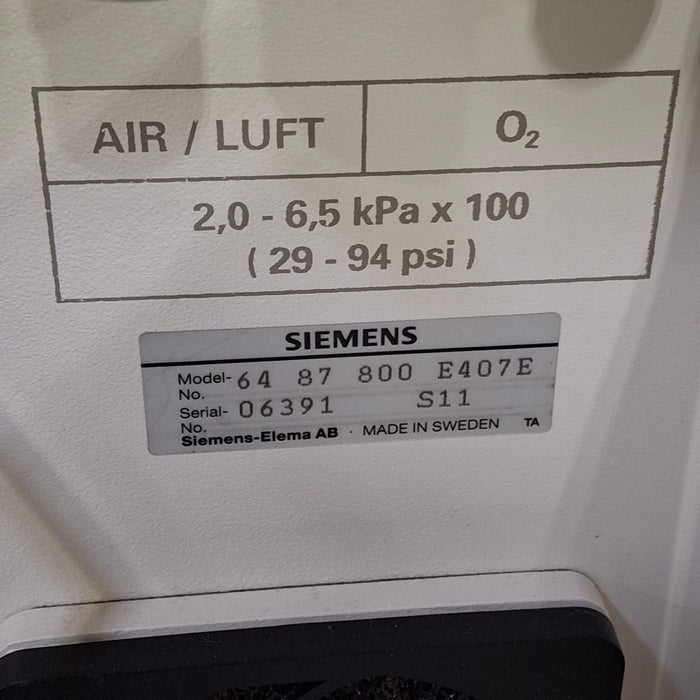 AIR / LUFT
O₂
2,0 - 6,5 kPa x 100
( 29 - 94 psi )
SIEMENS
Model- 64 87 800 E407E
No.
Serial- 06391 S11
No.
Siemens-Elema AB · MADE IN SWEDEN TA